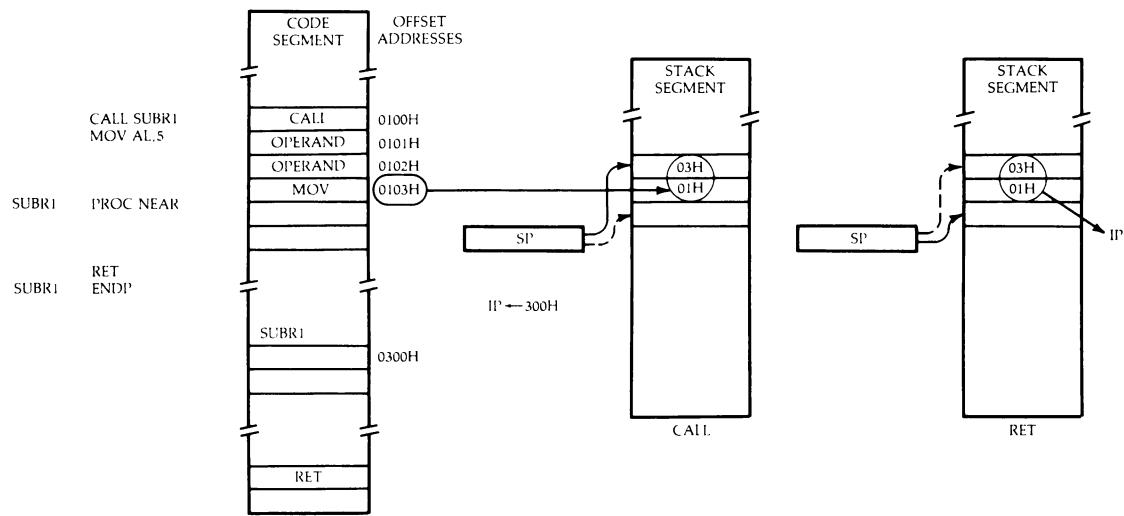 CODE
SEGMENT
OFFSET
ADDRESSES
CALL SUBR1
MOV AL,5
SUBR1 PROC NEAR
RET
SUBR1 ENDP
CALL 0100H
OPERAND 0101H
OPERAND 0102H
MOV 0103H
SUBR1
0300H
RET
STACK
SEGMENT
03H
01H
SP
IP ← 300H
CALL
STACK
SEGMENT
03H
01H
SP
IP
RET